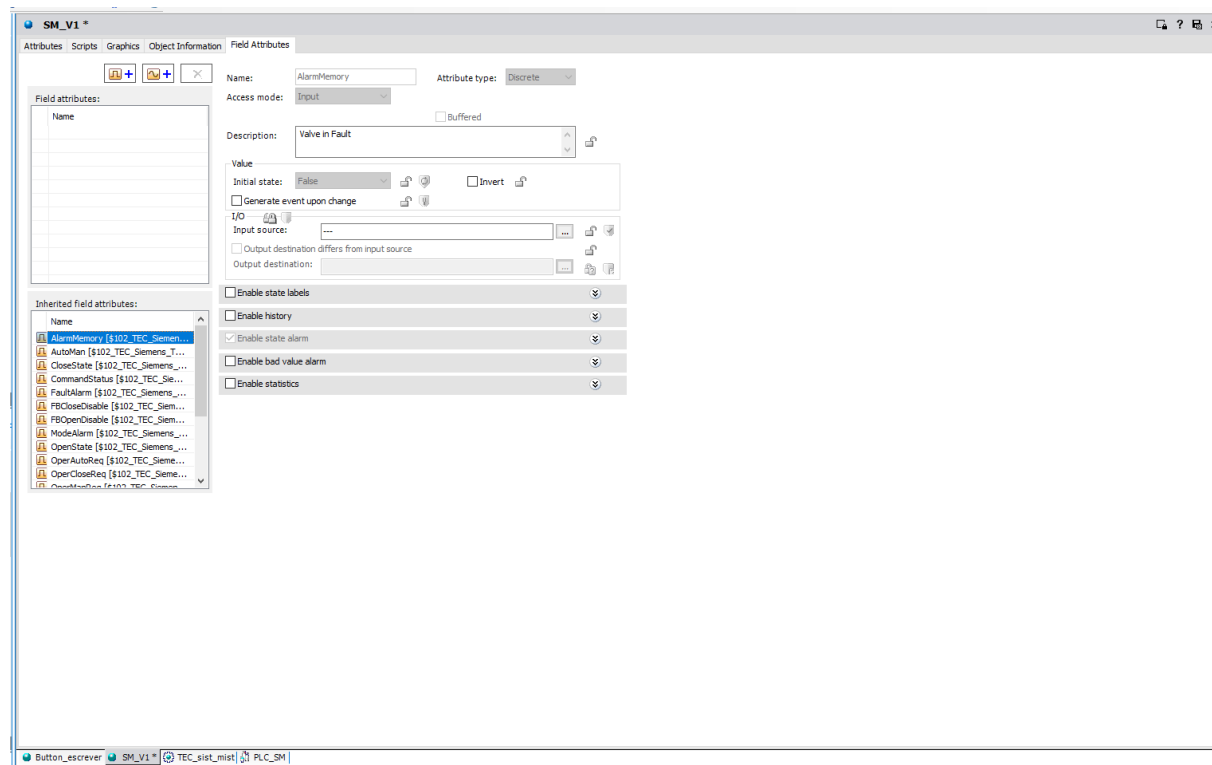 SM_V1 *
?
Attributes Scripts Graphics Object Information Field Attributes
Name: AlarmMemory Attribute type: Discrete
Field attributes: Access mode: Input
Name
Buffered
Description: Valve in Fault
Value
Initial state: False Invert
Generate event upon change
I/O
Input source: --- ...
Output destination differs from input source
Output destination: ...
Enable state labels
Inherited field attributes:
Name
Enable history
AlarmMemory [$102_TEC_Siemen...
Enable state alarm
AutoMan [$102_TEC_Siemens_T...
CloseState [$102_TEC_Siemens_...
Enable bad value alarm
CommandStatus [$102_TEC_Sie...
FaultAlarm [$102_TEC_Siemens_...
Enable statistics
FBCloseDisable [$102_TEC_Siem...
FBOpenDisable [$102_TEC_Siem...
ModeAlarm [$102_TEC_Siemens_...
OpenState [$102_TEC_Siemens_...
OperAutoReq [$102_TEC_Sieme...
OperCloseReq [$102_TEC_Sieme...
Button_escrever SM_V1 * TEC_sist_mist PLC_SM